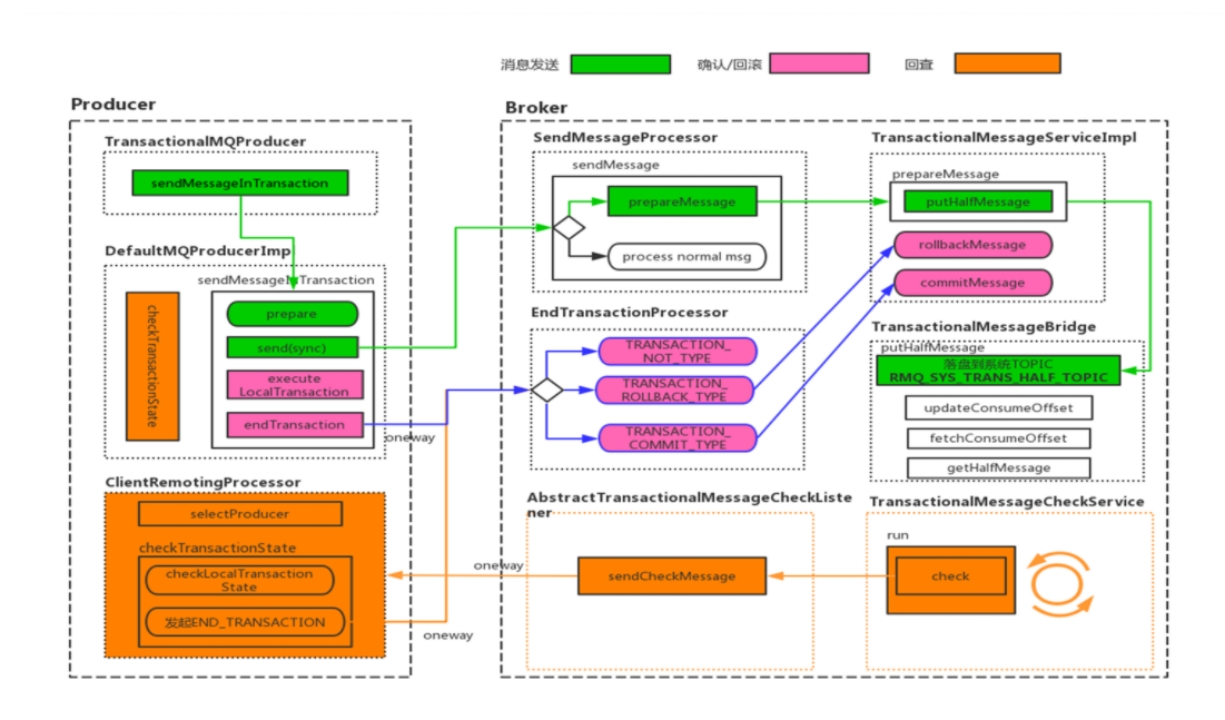 消息发送
确认/回滚
回查
Producer
TransactionalMQProducer
sendMessageInTransaction
DefaultMQProducerImp
sendMessageInTransaction
checkTransactionState
prepare
send(sync)
execute
LocalTransaction
endTransaction
oneway
ClientRemotingProcessor
selectProducer
checkTransactionState
checkLocalTransaction
State
发起END_TRANSACTION
oneway
oneway
Broker
SendMessageProcessor
sendMessage
prepareMessage
process normal msg
EndTransactionProcessor
TRANSACTION_
NOT_TYPE
TRANSACTION_
ROLLBACK_TYPE
TRANSACTION_
COMMIT_TYPE
AbstractTransactionalMessageCheckListe
ner
sendCheckMessage
TransactionalMessageServiceImpl
prepareMessage
putHalfMessage
rollbackMessage
commitMessage
TransactionalMessageBridge
putHalfMessage
落盘到系统TOPIC
RMQ_SYS_TRANS_HALF_TOPIC
updateConsumeOffset
fetchConsumeOffset
getHalfMessage
TransactionalMessageCheckService
run
check